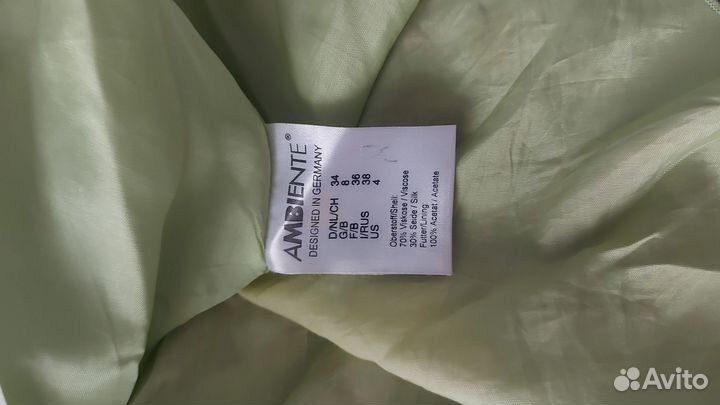 AMBIENTE®
DESIGNED IN GERMANY
D/NL/CH 34
G/B 8
F/B 36
I/RUS 38
US 4
Oberstoff/Shell:
70% Viskose / Viscose
30% Seide / Silk
Futter/Lining:
100% Acetat / Acetate
Avito